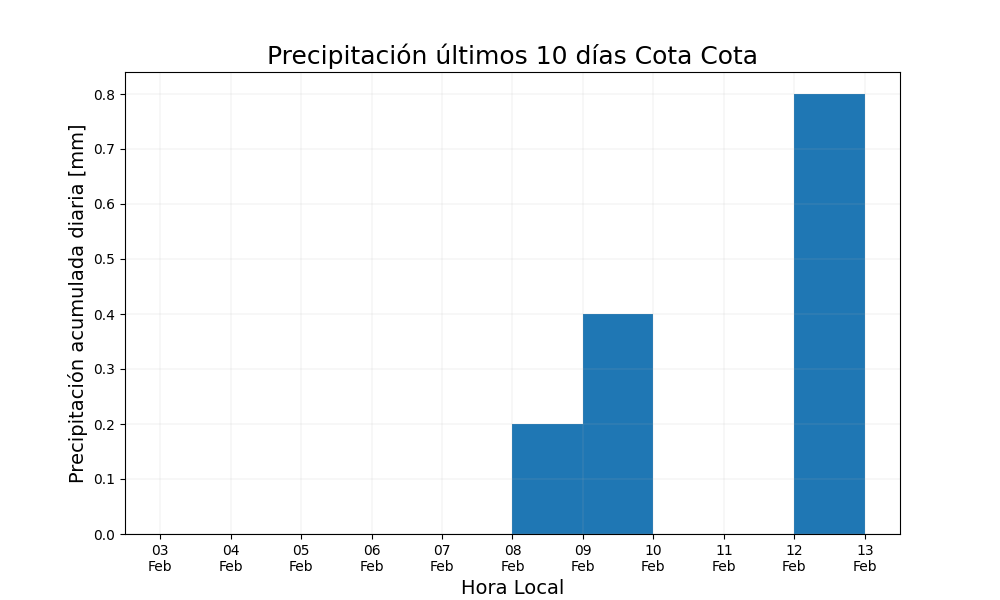 Precipitación últimos 10 días Cota Cota
Precipitación acumulada diaria [mm]
0.8
0.7
0.6
0.5
0.4
0.3
0.2
0.1
0.0
03 04 05 06 07 08 09 10 11 12 13
Feb Feb Feb Feb Feb Feb Feb Feb Feb Feb Feb
Hora Local